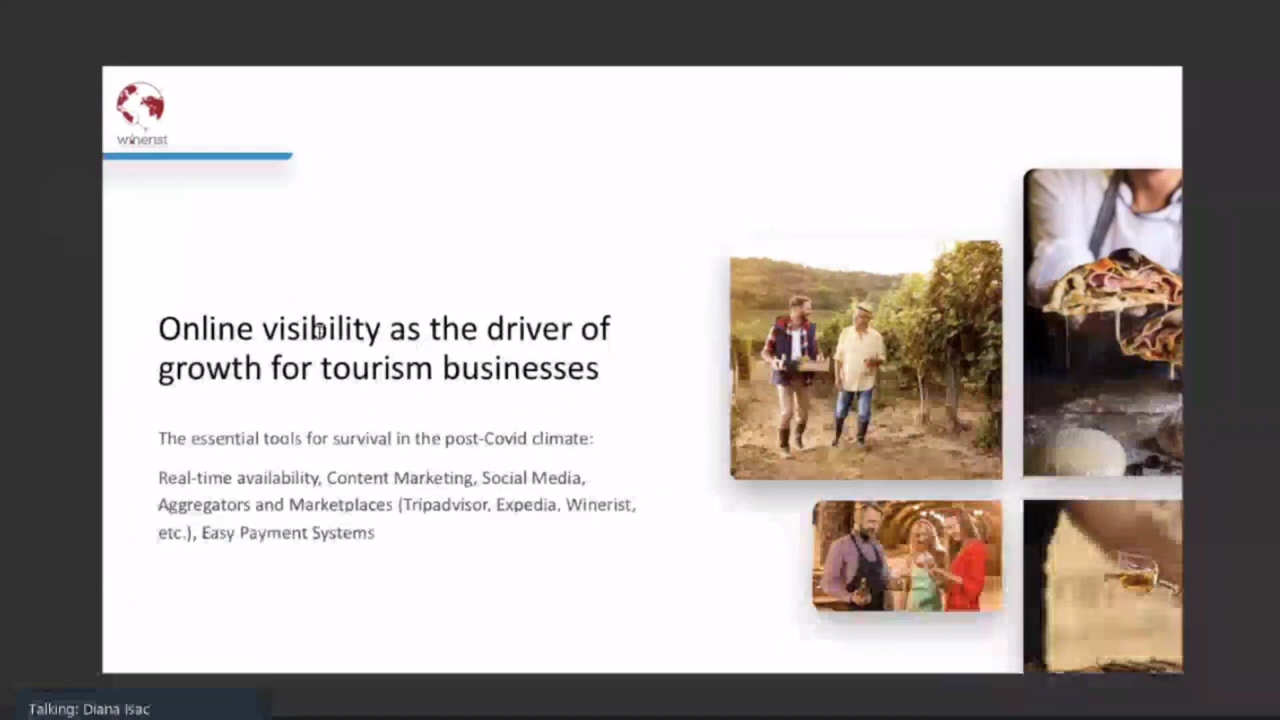 winerist
Online visibility as the driver of
growth for tourism businesses
The essential tools for survival in the post-Covid climate:
Real-time availability, Content Marketing, Social Media,
Aggregators and Marketplaces (Tripadvisor, Expedia, Winerist,
etc.), Easy Payment Systems
Talking: Diana Isac